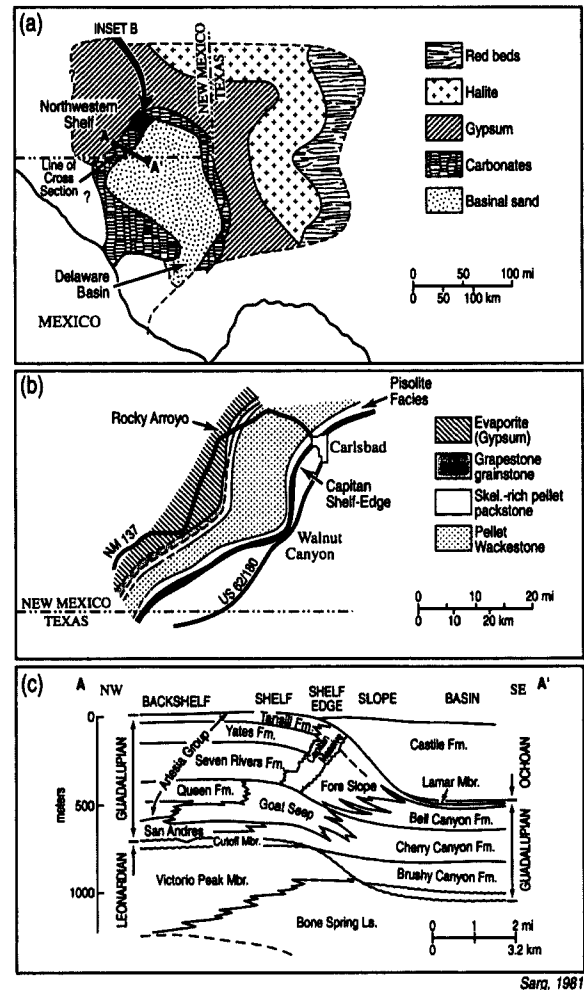 (a)
INSET B
Northwestern
Shelf
NEW MEXICO
TEXAS
A
A'
Line of
Cross
Section
?
Delaware
Basin
MEXICO
Red beds
Halite
Gypsum
Carbonates
Basinal sand
0 50 100 mi
0 50 100 km
(b)
Pisolite
Facies
Rocky Arroyo
Carlsbad
Capitan
Shelf-Edge
Walnut
Canyon
NM 137
US 62/180
NEW MEXICO
TEXAS
Evaporite
(Gypsum)
Grapestone
grainstone
Skel.-rich pellet
packstone
Pellet
Wackestone
0 10 20 mi
0 10 20 km
(c)
A NW
SE A'
BACKSHELF
SHELF
SHELF
EDGE
SLOPE
BASIN
0
500
1000
meters
GUADALUPIAN
LEONARDIAN
Artesia Group
Tansill Fm.
Yates Fm.
Seven Rivers Fm.
Queen Fm.
Goat Seep
San Andres
Cutoff Mbr.
Victorio Peak Mbr.
Capitan
Fore Slope
Castile Fm.
Lamar Mbr.
Bell Canyon Fm.
Cherry Canyon Fm.
Brushy Canyon Fm.
Bone Spring Ls.
OCHOAN
GUADALUPIAN
0 1 2 mi
0 3.2 km
Sarg, 1981